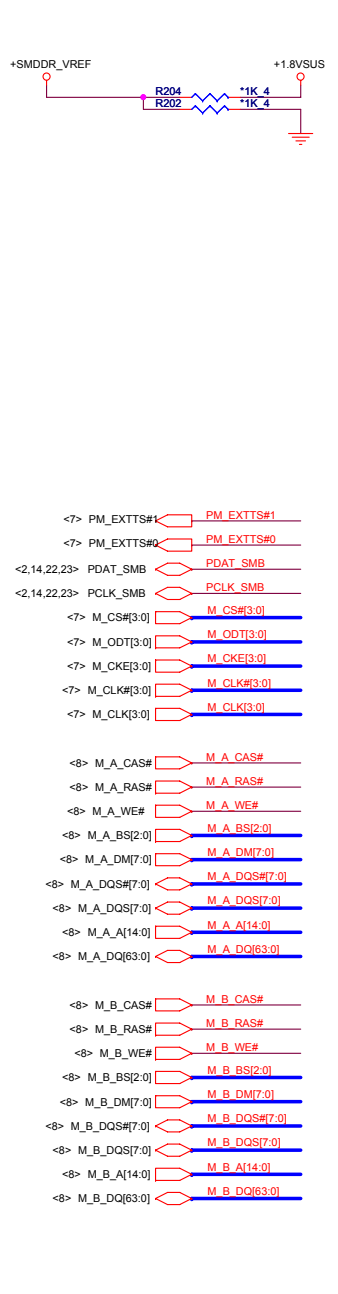 +SMDDR_VREF +1.8VSUS
R204 *1K_4
R202 *1K_4
<7> PM_EXTTS#1 PM_EXTTS#1
<7> PM_EXTTS#0 PM_EXTTS#0
<2,14,22,23> PDAT_SMB PDAT_SMB
<2,14,22,23> PCLK_SMB PCLK_SMB
<7> M_CS#[3:0] M_CS#[3:0]
<7> M_ODT[3:0] M_ODT[3:0]
<7> M_CKE[3:0] M_CKE[3:0]
<7> M_CLK#[3:0] M_CLK#[3:0]
<7> M_CLK[3:0] M_CLK[3:0]
<8> M_A_CAS# M_A_CAS#
<8> M_A_RAS# M_A_RAS#
<8> M_A_WE# M_A_WE#
<8> M_A_BS[2:0] M_A_BS[2:0]
<8> M_A_DM[7:0] M_A_DM[7:0]
<8> M_A_DQS#[7:0] M_A_DQS#[7:0]
<8> M_A_DQS[7:0] M_A_DQS[7:0]
<8> M_A_A[14:0] M_A_A[14:0]
<8> M_A_DQ[63:0] M_A_DQ[63:0]
<8> M_B_CAS# M_B_CAS#
<8> M_B_RAS# M_B_RAS#
<8> M_B_WE# M_B_WE#
<8> M_B_BS[2:0] M_B_BS[2:0]
<8> M_B_DM[7:0] M_B_DM[7:0]
<8> M_B_DQS#[7:0] M_B_DQS#[7:0]
<8> M_B_DQS[7:0] M_B_DQS[7:0]
<8> M_B_A[14:0] M_B_A[14:0]
<8> M_B_DQ[63:0] M_B_DQ[63:0]